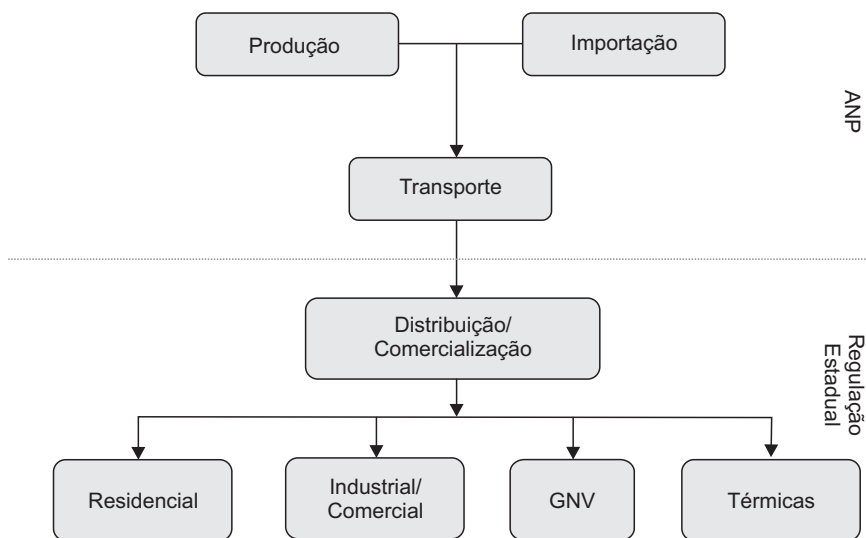 Produção
Importação
ANP
Transporte
Distribuição/
Comercialização
Regulação
Estadual
Residencial
Industrial/
Comercial
GNV
Térmicas